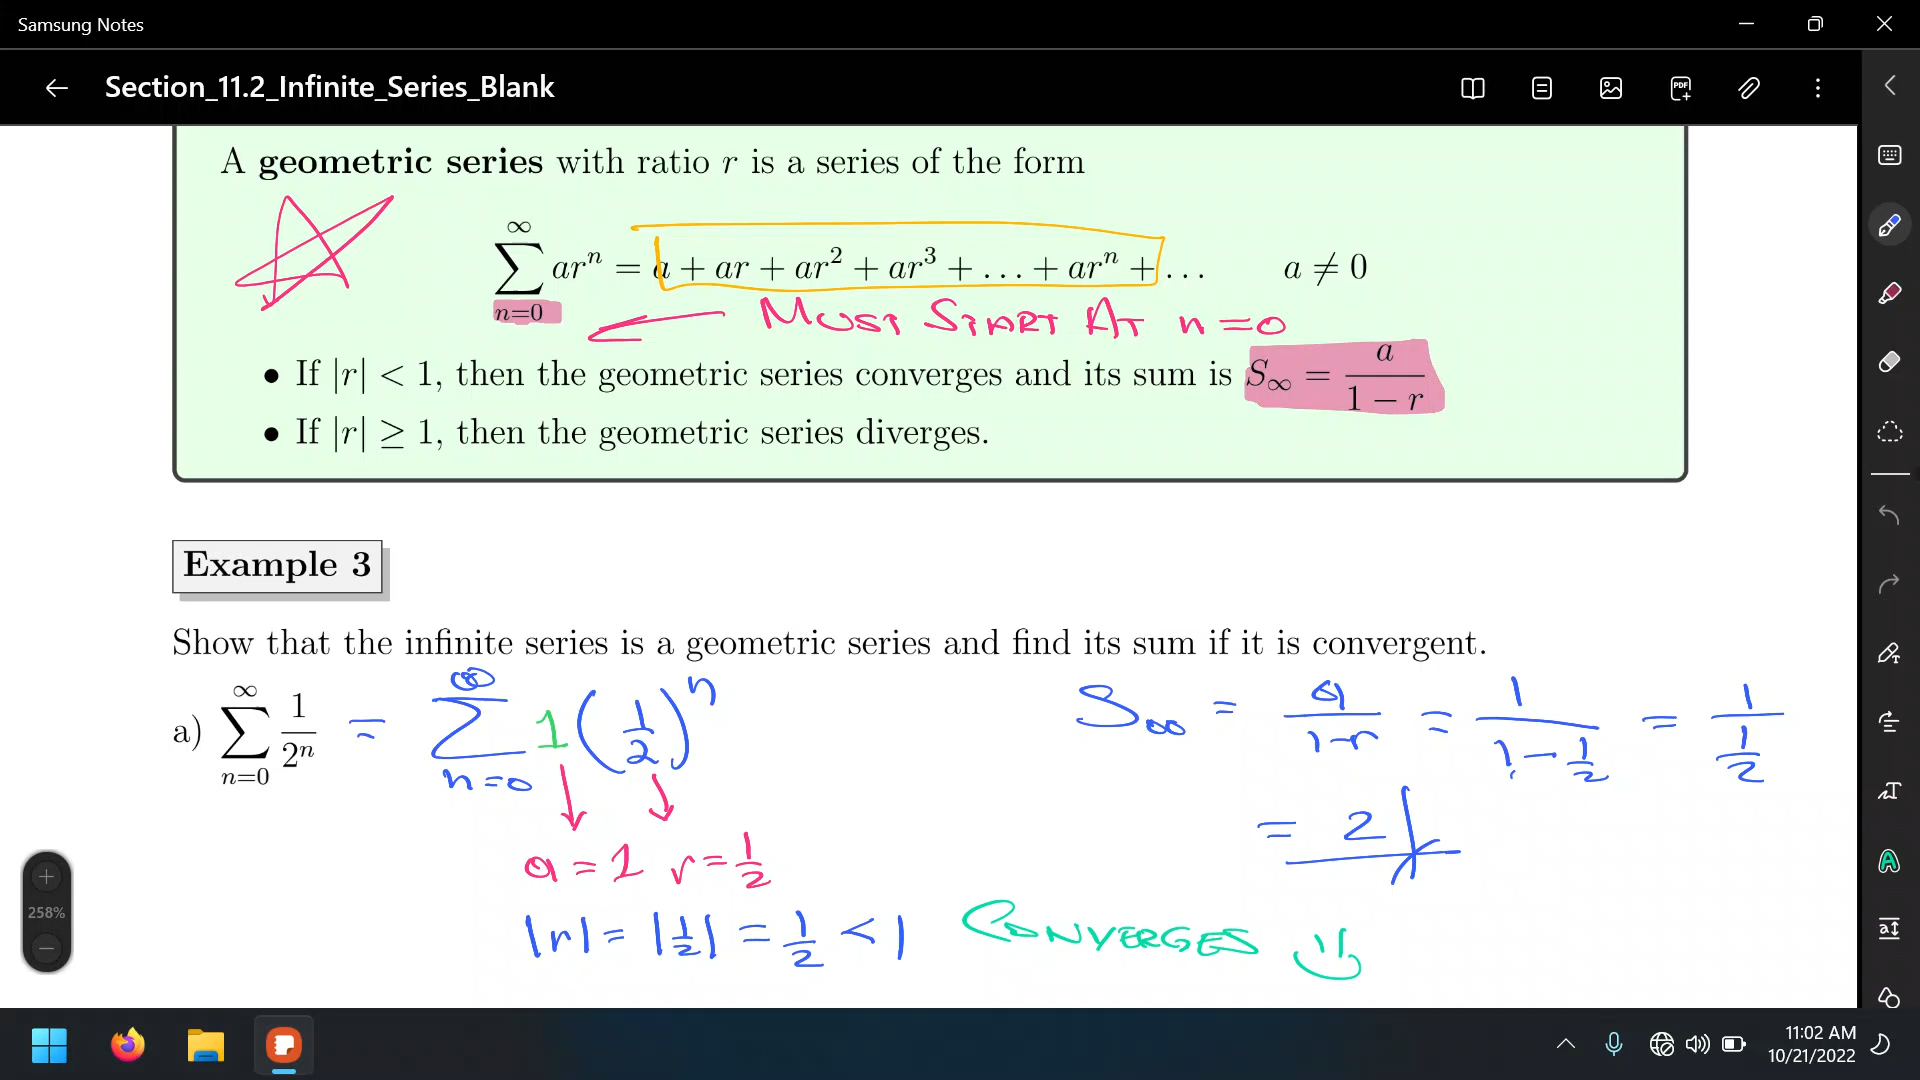 Samsung Notes
Section_11.2_Infinite_Series_Blank
A geometric series with ratio r is a series of the form
∑_{n=0}^{∞} ar^n = a + ar + ar^2 + ar^3 + . . . + ar^n + . . .    a ≠ 0
MUST START AT n=0
• If |r| < 1, then the geometric series converges and its sum is S_∞ = a/(1 − r)
• If |r| ≥ 1, then the geometric series diverges.
Example 3
Show that the infinite series is a geometric series and find its sum if it is convergent.
a) ∑_{n=0}^{∞} 1/2^n = ∑_{n=0}^{∞} 1 (1/2)^n    S_∞ = a/(1-r) = 1/(1-1/2) = 1/(1/2)
= 2
a = 1 r = 1/2
|r| = |1/2| = 1/2 < 1 CONVERGES
258%
11:02 AM
10/21/2022